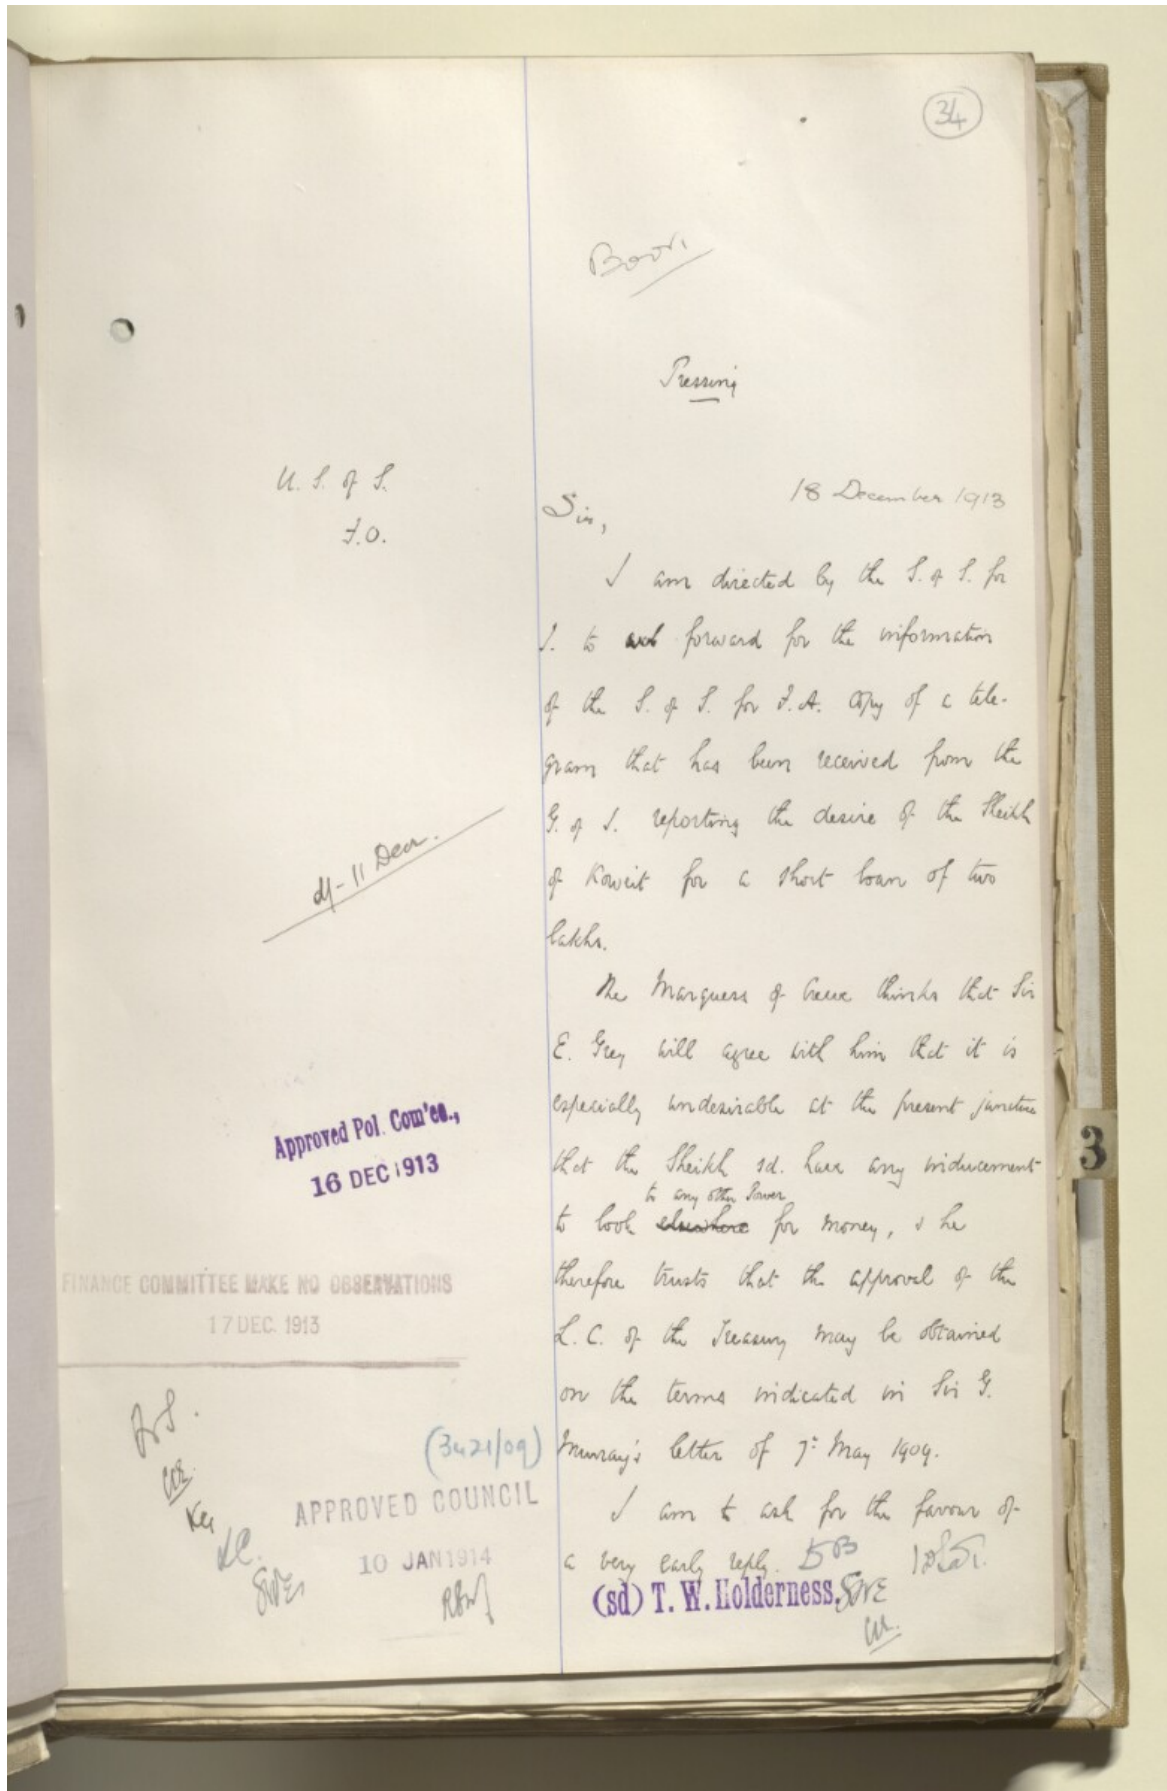 34
Pressing
U. S. of S.
F.O.
18 December 1913
Sir,
I am directed by the S. of S. for
I. to forward for the information
of the S. of S. for F.A. copy of a tele-
gram that has been received from the
G. of I. reporting the desire of the Sheikh
of Koweit for a short loan of two
lakhs.
11 Decr.
The Marquess of Crewe thinks that Sir
E. Grey will agree with him that it is
especially undesirable at the present juncture
that the Sheikh sd. have any inducement
to any other Power
to look elsewhere for money, & he
therefore trusts that the approval of the
L. C. of the Treasury may be obtained
on the terms indicated in Sir G.
Murray's letter of 7th May 1909.
I am to ask for the favour of
a very early reply.
(sd) T. W. Holderness.
Approved Pol. Com'ee.,
16 DEC 1913
FINANCE COMMITTEE MAKE NO OBSERVATIONS
17 DEC. 1913
(3421/09)
APPROVED COUNCIL
10 JAN 1914
3